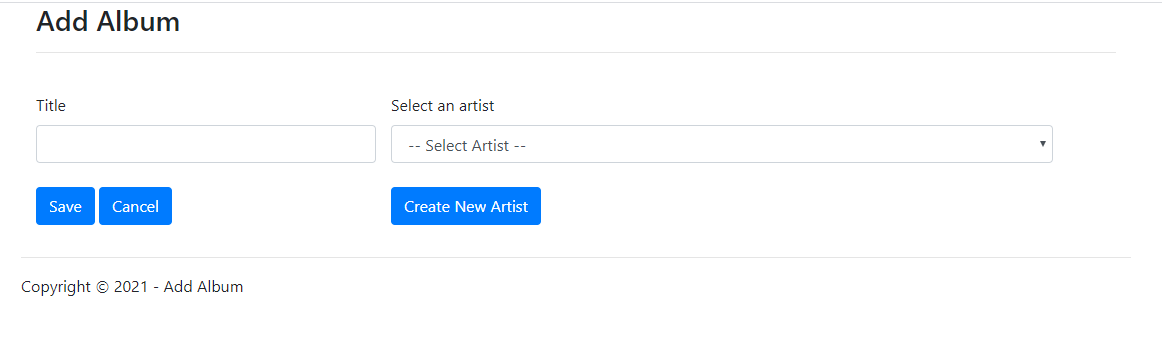 Add Album
Title
Select an artist
-- Select Artist --
Save Cancel Create New Artist
Copyright © 2021 - Add Album